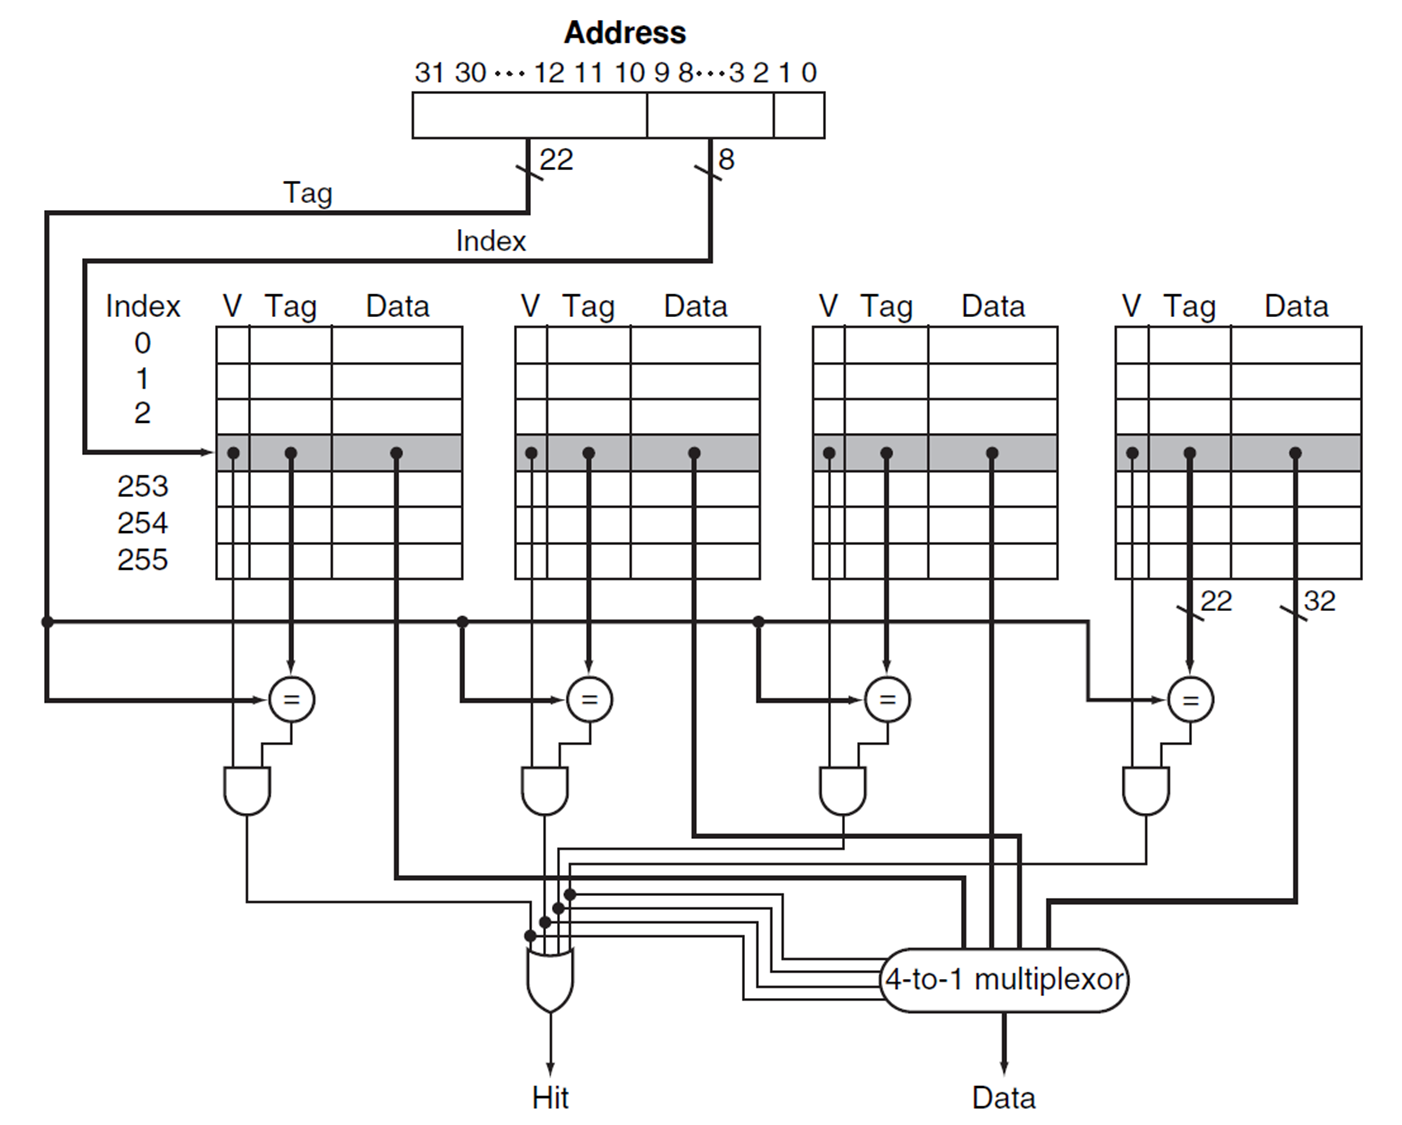 Address
31 30 ··· 12 11 10 9 8···3 2 1 0
22
8
Tag
Index
Index V Tag Data V Tag Data V Tag Data V Tag Data
0
1
2
253
254
255
22 32
= = = =
4-to-1 multiplexor
Hit Data